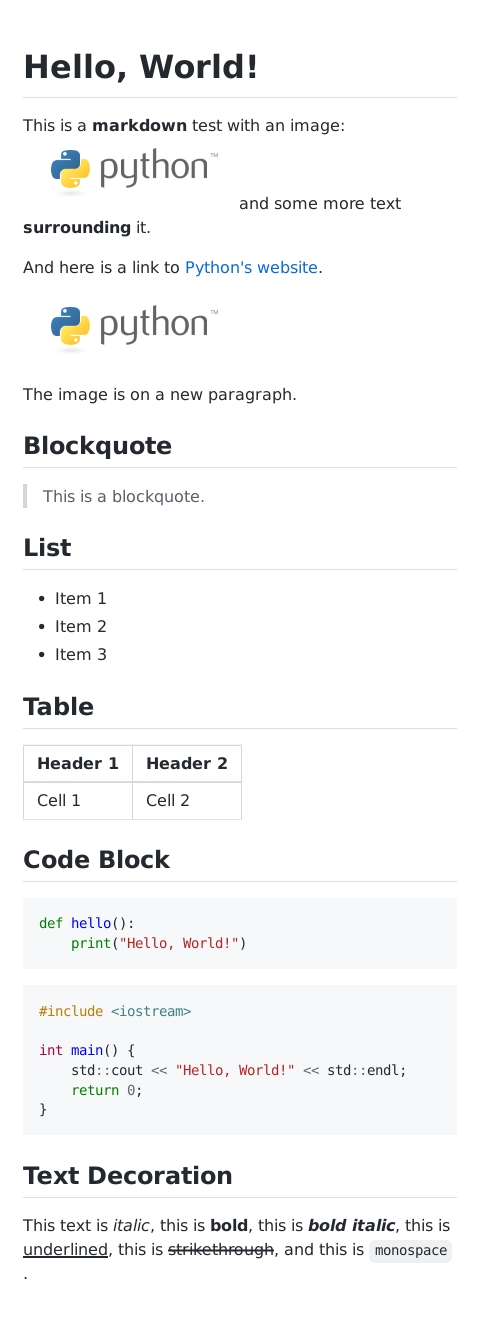 Hello, World!
This is a markdown test with an image:
python™
and some more text
surrounding it.
And here is a link to Python's website.
python™
The image is on a new paragraph.
Blockquote
This is a blockquote.
List
• Item 1
• Item 2
• Item 3
Table
Header 1 Header 2
Cell 1 Cell 2
Code Block
def hello():
    print("Hello, World!")
#include <iostream>
int main() {
    std::cout << "Hello, World!" << std::endl;
    return 0;
}
Text Decoration
This text is italic, this is bold, this is bold italic, this is
underlined, this is strikethrough, and this is monospace
.